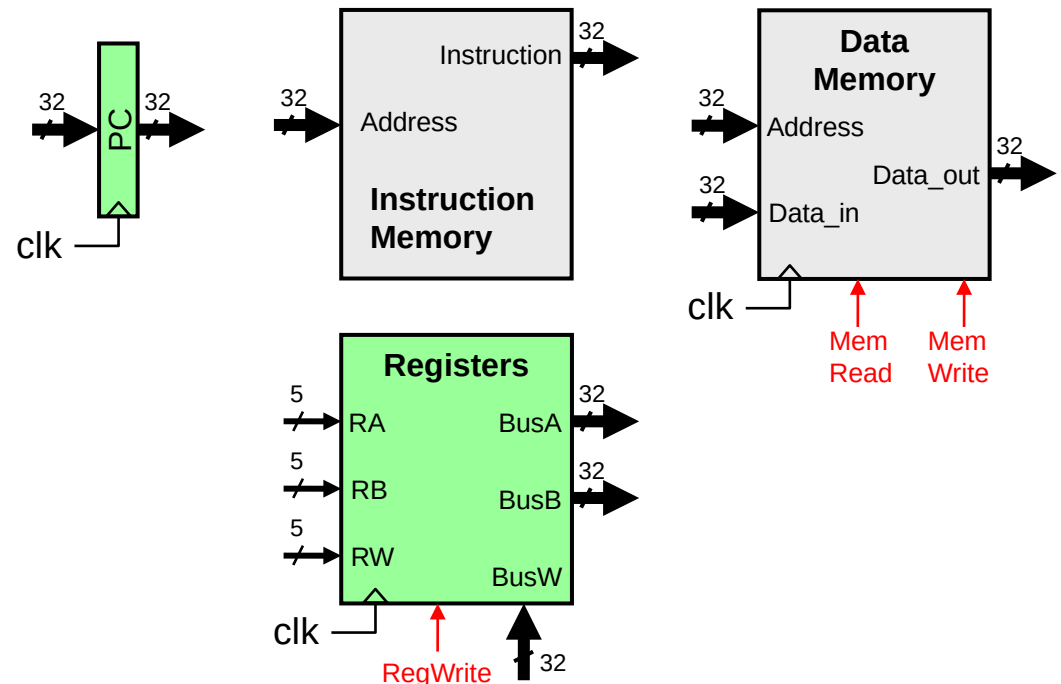 32
32
PC
clk
32
Instruction
32
Address
Instruction
Memory
Data
Memory
32
Address
32
Data_out
32
Data_in
clk
Mem
Read
Mem
Write
Registers
5
RA
BusA
32
5
RB
BusB
32
5
RW
BusW
clk
RegWrite
32